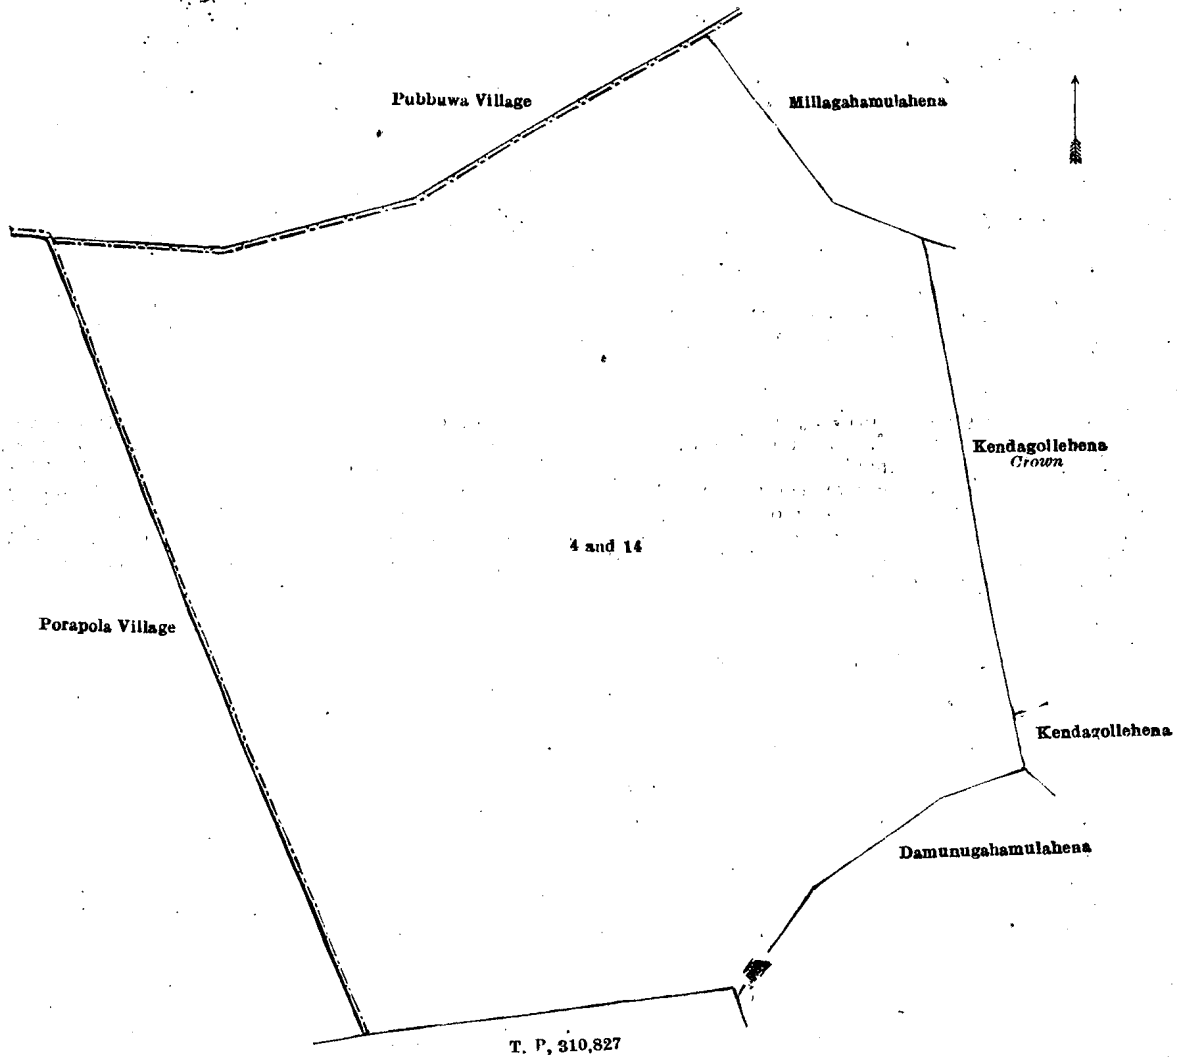 Pubbuwa Village
Millagahamulahena
Kendagollehena
Crown
4 and 14
Porapola Village
Kendagollehena
Damunugahamulahena
T. P, 310,827